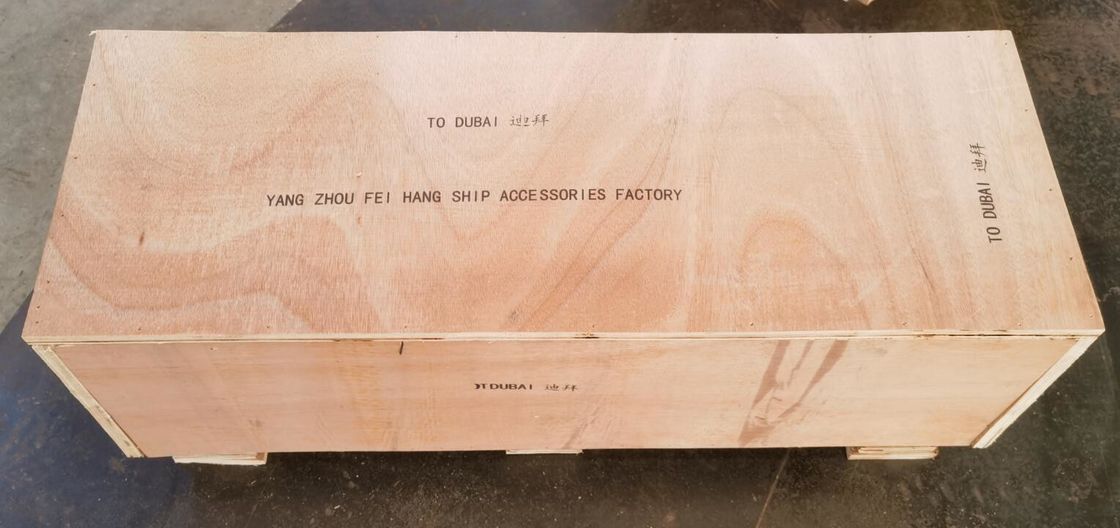 TO DUBAI 迪拜
YANG ZHOU FEI HANG SHIP ACCESSORIES FACTORY
TO DUBAI 迪拜
DUBAI 迪拜